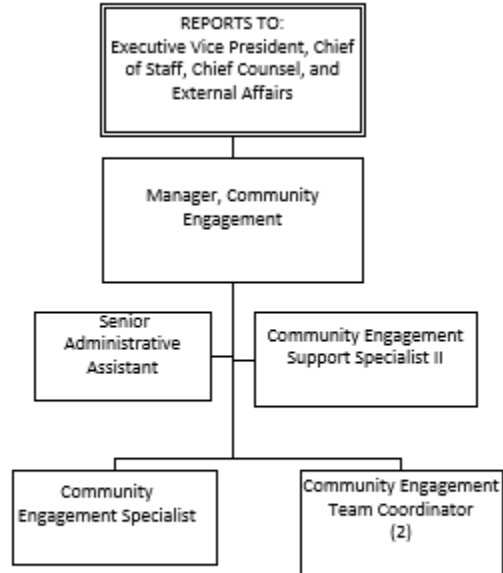 REPORTS TO:
Executive Vice President, Chief
of Staff, Chief Counsel, and
External Affairs
Manager, Community
Engagement
Senior
Administrative
Assistant
Community Engagement
Support Specialist II
Community
Engagement Specialist
Community Engagement
Team Coordinator
(2)